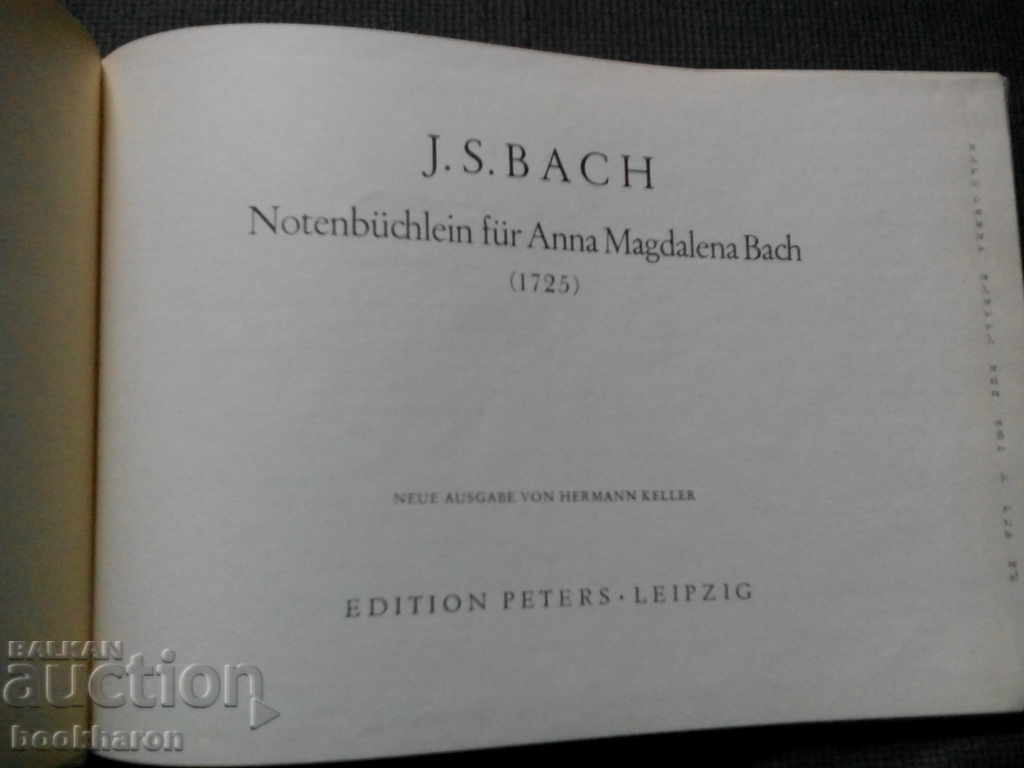 J. S. BACH
Notenbüchlein für Anna Magdalena Bach
(1725)
NEUE AUSGABE VON HERMANN KELLER
EDITION PETERS · LEIPZIG
BALKAN
auction
bookharon